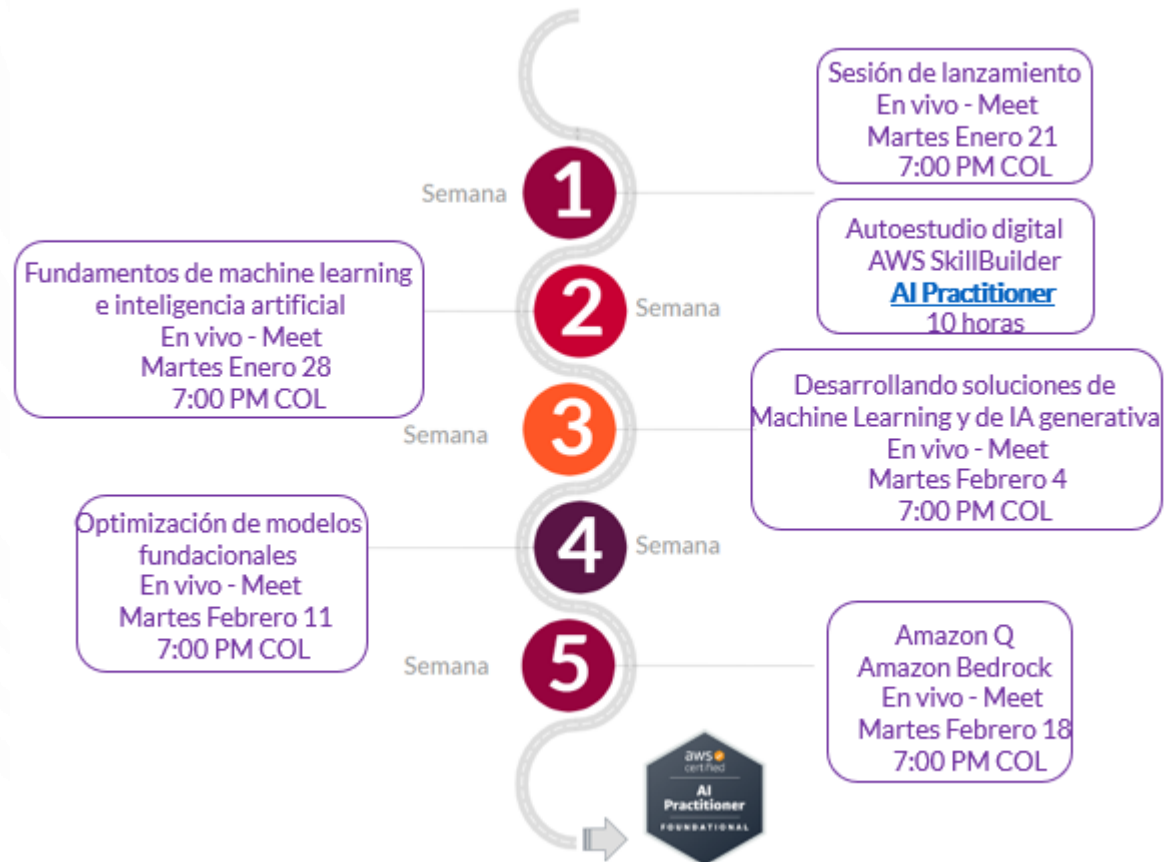 Sesión de lanzamiento
En vivo - Meet
Martes Enero 21
7:00 PM COL
Semana
1
Autoestudio digital
AWS SkillBuilder
AI Practitioner
10 horas
Fundamentos de machine learning
e inteligencia artificial
En vivo - Meet
Martes Enero 28
7:00 PM COL
2
Semana
Desarrollando soluciones de
Machine Learning y de IA generativa
En vivo - Meet
Martes Febrero 4
7:00 PM COL
Semana
3
Optimización de modelos
fundacionales
En vivo - Meet
Martes Febrero 11
7:00 PM COL
4
Semana
Semana
5
Amazon Q
Amazon Bedrock
En vivo - Meet
Martes Febrero 18
7:00 PM COL
aws
certified
AI
Practitioner
FOUNDATIONAL